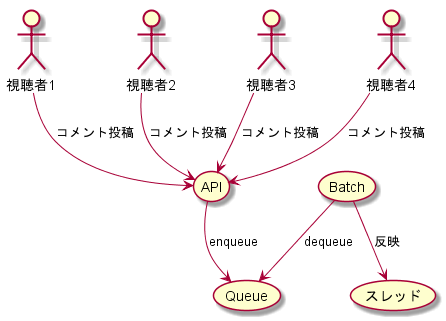 視聴者1
視聴者2
視聴者3
視聴者4
コメント投稿
コメント投稿
コメント投稿
コメント投稿
API
Batch
enqueue
dequeue
反映
Queue
スレッド